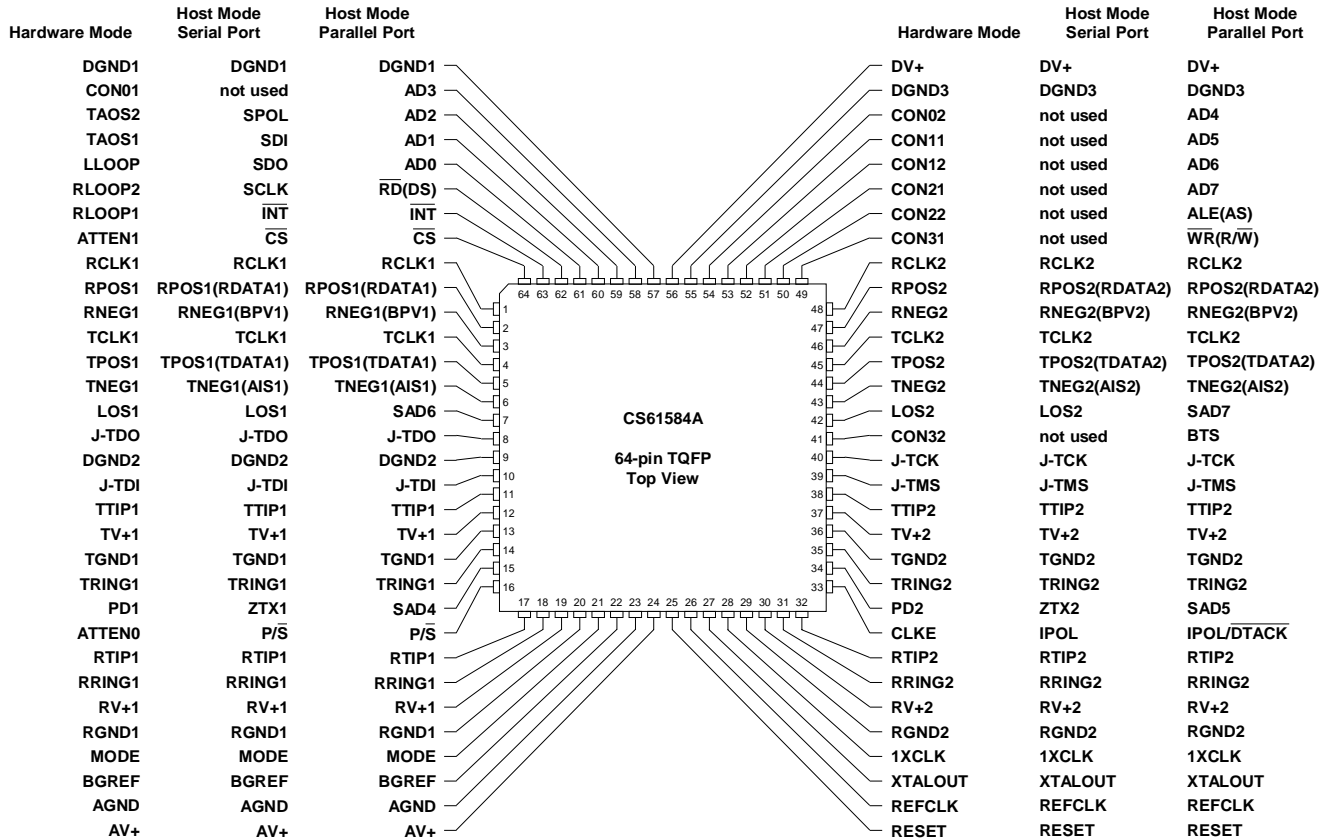 Hardware Mode Host Mode Serial Port Host Mode Parallel Port Hardware Mode Host Mode Serial Port Host Mode Parallel Port
DGND1 DGND1 DGND1 DV+ DV+ DV+
CON01 not used AD3 DGND3 DGND3 DGND3
TAOS2 SPOL AD2 CON02 not used AD4
TAOS1 SDI AD1 CON11 not used AD5
LLOOP SDO AD0 CON12 not used AD6
RLOOP2 SCLK R̅D̅(DS) CON21 not used AD7
RLOOP1 I̅N̅T̅ I̅N̅T̅ CON22 not used ALE(AS)
ATTEN1 C̅S̅ C̅S̅ CON31 not used W̅R̅(R/W̅)
RCLK1 RCLK1 RCLK1 RCLK2 RCLK2 RCLK2
64 63 62 61 60 59 58 57 56 55 54 53 52 51 50 49
RPOS1 RPOS1(RDATA1) RPOS1(RDATA1) 1 48 RPOS2 RPOS2(RDATA2) RPOS2(RDATA2)
RNEG1 RNEG1(BPV1) RNEG1(BPV1) 2 47 RNEG2 RNEG2(BPV2) RNEG2(BPV2)
TCLK1 TCLK1 TCLK1 3 46 TCLK2 TCLK2 TCLK2
TPOS1 TPOS1(TDATA1) TPOS1(TDATA1) 4 45 TPOS2 TPOS2(TDATA2) TPOS2(TDATA2)
TNEG1 TNEG1(AIS1) TNEG1(AIS1) 5 44 TNEG2 TNEG2(AIS2) TNEG2(AIS2)
6 43
LOS1 LOS1 SAD6 7 CS61584A 42 LOS2 LOS2 SAD7
J-TDO J-TDO J-TDO 8 41 CON32 not used BTS
DGND2 DGND2 DGND2 9 64-pin TQFP 40 J-TCK J-TCK J-TCK
J-TDI J-TDI J-TDI 10 Top View 39 J-TMS J-TMS J-TMS
TTIP1 TTIP1 TTIP1 11 38 TTIP2 TTIP2 TTIP2
TV+1 TV+1 TV+1 12 37 TV+2 TV+2 TV+2
13 36
TGND1 TGND1 TGND1 14 35 TGND2 TGND2 TGND2
TRING1 TRING1 TRING1 15 34 TRING2 TRING2 TRING2
16 33
PD1 ZTX1 SAD4 17 18 19 20 21 22 23 24 25 26 27 28 29 30 31 32 PD2 ZTX2 SAD5
ATTEN0 P/S̅ P/S̅ CLKE IPOL IPOL/D̅T̅A̅C̅K̅
RTIP1 RTIP1 RTIP1 RTIP2 RTIP2 RTIP2
RRING1 RRING1 RRING1 RRING2 RRING2 RRING2
RV+1 RV+1 RV+1 RV+2 RV+2 RV+2
RGND1 RGND1 RGND1 RGND2 RGND2 RGND2
MODE MODE MODE 1XCLK 1XCLK 1XCLK
BGREF BGREF BGREF XTALOUT XTALOUT XTALOUT
AGND AGND AGND REFCLK REFCLK REFCLK
AV+ AV+ AV+ RESET RESET RESET